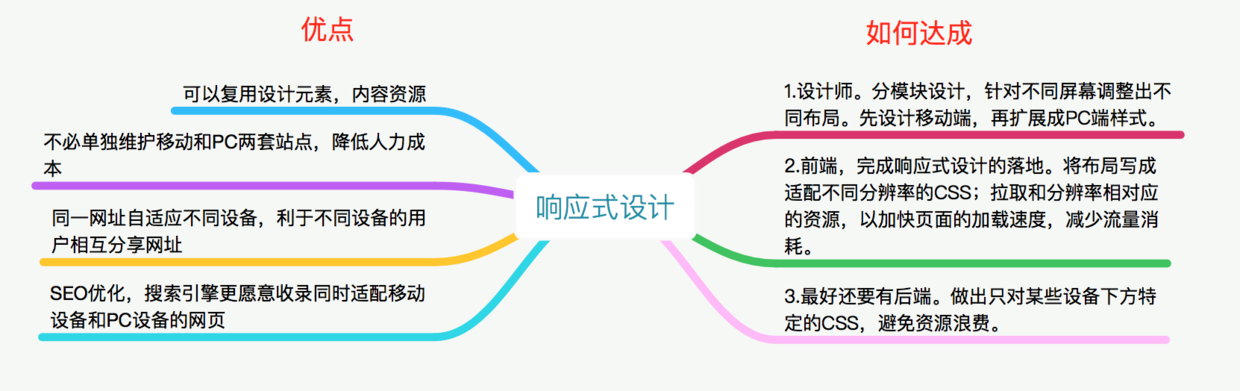 优点
可以复用设计元素，内容资源
不必单独维护移动和PC两套站点，降低人力成
本
同一网址自适应不同设备，利于不同设备的用
户相互分享网址
SEO优化，搜索引擎更愿意收录同时适配移动
设备和PC设备的网页
响应式设计
如何达成
1.设计师。分模块设计，针对不同屏幕调整出不
同布局。先设计移动端，再扩展成PC端样式。
2.前端，完成响应式设计的落地。将布局写成
适配不同分辨率的CSS；拉取和分辨率相对应
的资源，以加快页面的加载速度，减少流量消
耗。
3.最好还要有后端。做出只对某些设备下方特
定的CSS，避免资源浪费。